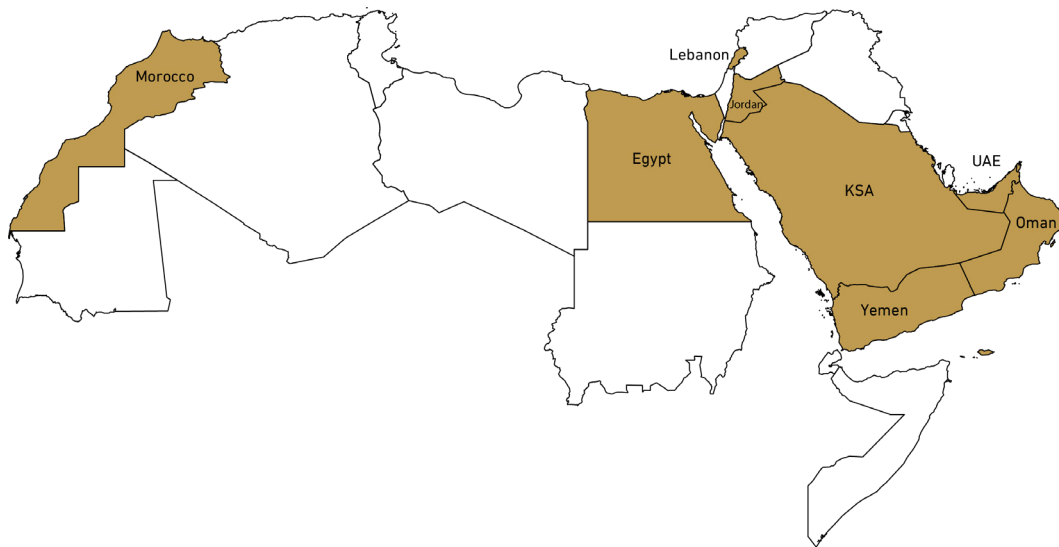 Lebanon
Morocco
Jordan
Egypt
UAE
KSA
Oman
Yemen